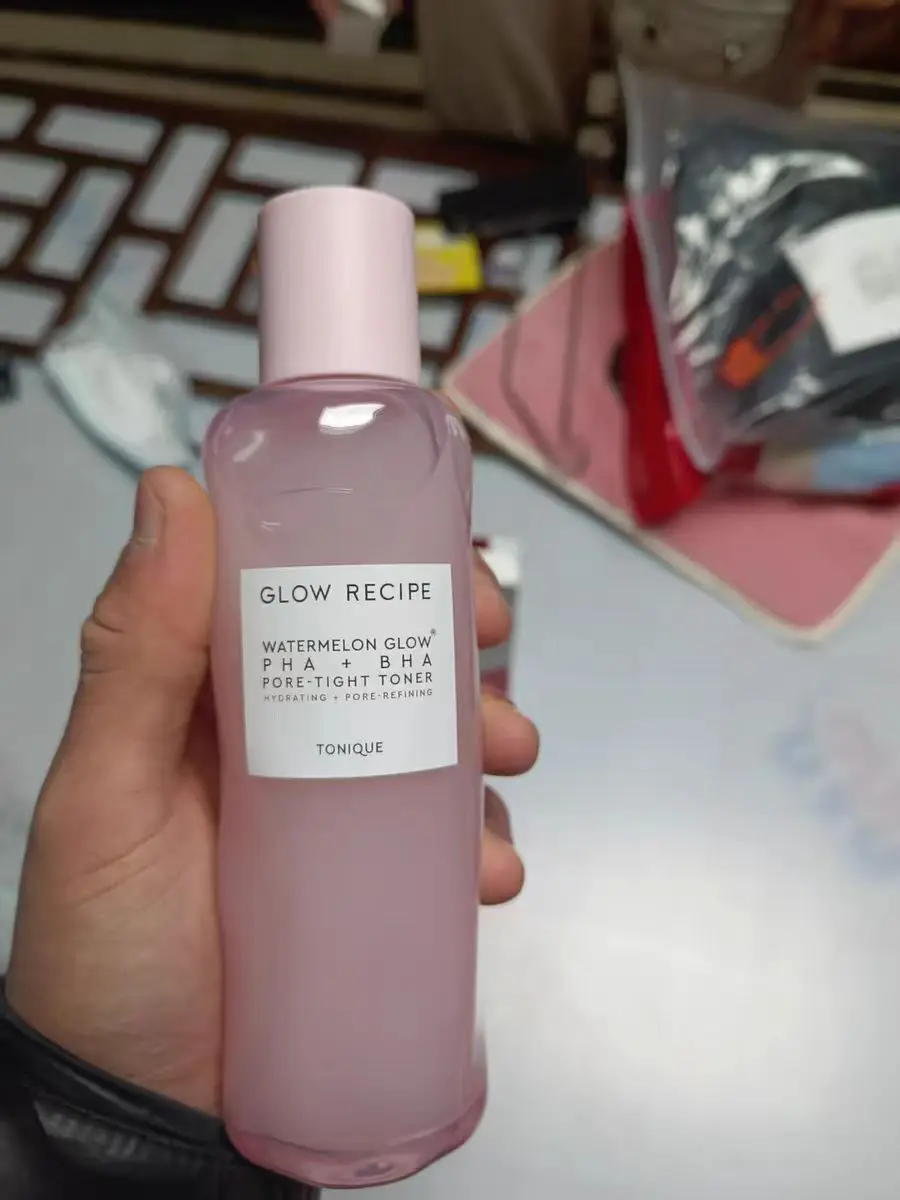 GLOW RECIPE
WATERMELON GLOW®
PHA + BHA
PORE-TIGHT TONER
HYDRATING + PORE-REFINING
TONIQUE